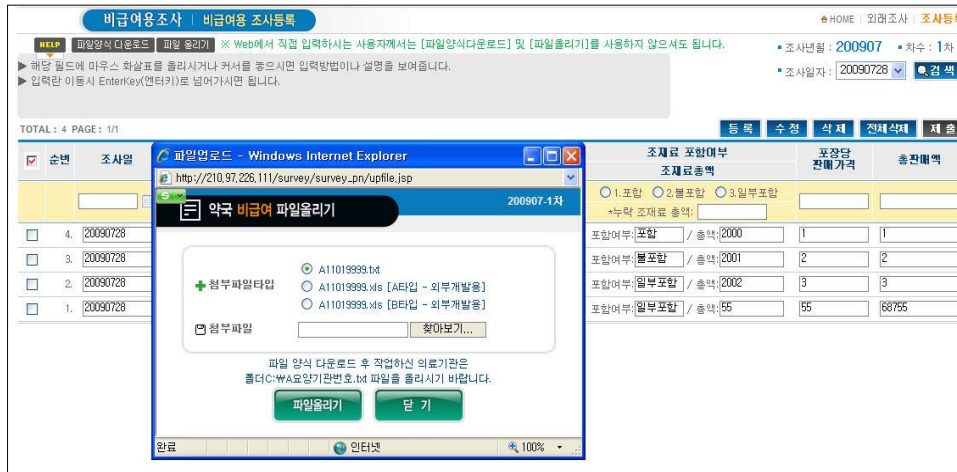 비급여용조사 | 비급여용 조사등록
HOME | 외래조사 | 조사등록
HELP 파일양식 다운로드 파일 올리기 ※ Web에서 직접 입력하시는 사용자께서는 [파일양식다운로드] 및 [파일올리기]를 사용하지 않으셔도 됩니다.
▶ 해당 필드에 마우스 화살표를 올리시거나 커서를 놓으시면 입력방법이나 설명을 보여줍니다.
▶ 입력란 이동시 EnterKey(엔터키)로 넘어가시면 됩니다.
조사년월 : 200907 차수 : 1차
조사일자 : 20090728 검 색
TOTAL : 4 PAGE : 1/1
등 록 수 정 삭 제 전체삭제 제 출
순번 조사일
조제료 포함여부 포장당 판매가격 총판매액
조제료총액
1.포함 2.불포함 3.일부포함
*누락 조제료 총액:
4. 20090728 포함여부: 포함 / 총액: 2000 1 1
3. 20090728 포함여부: 불포함 / 총액: 2001 2 2
2. 20090728 포함여부: 일부포함 / 총액: 2002 3 3
1. 20090728 포함여부: 일부포함 / 총액: 55 55 68755
파일업로드 - Windows Internet Explorer
http://210.97.226.111/survey/survey_pn/upfile.jsp
약국 비급여 파일올리기 200907-1차
첨부파일타입
A11019999.txt
A11019999.xls [A타입 - 외부개발용]
A11019999.xls [B타입 - 외부개발용]
첨부파일 찾아보기...
파일 양식 다운로드 후 작업하신 의료기관은
폴더C:₩A요양기관번호.txt 파일를 올리시기 바랍니다.
파일올리기 닫 기
완료 인터넷 100%